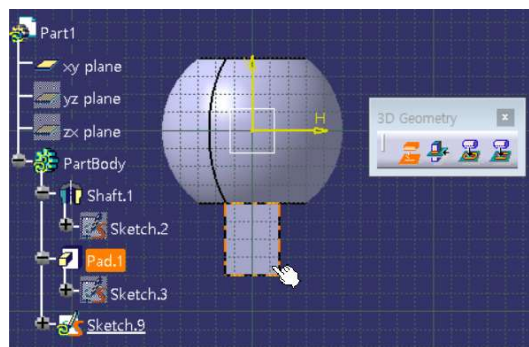 Part1
xy plane
yz plane
zx plane
PartBody
Shaft.1
Sketch.2
Pad.1
Sketch.3
Sketch.9
H
3D Geometry
x